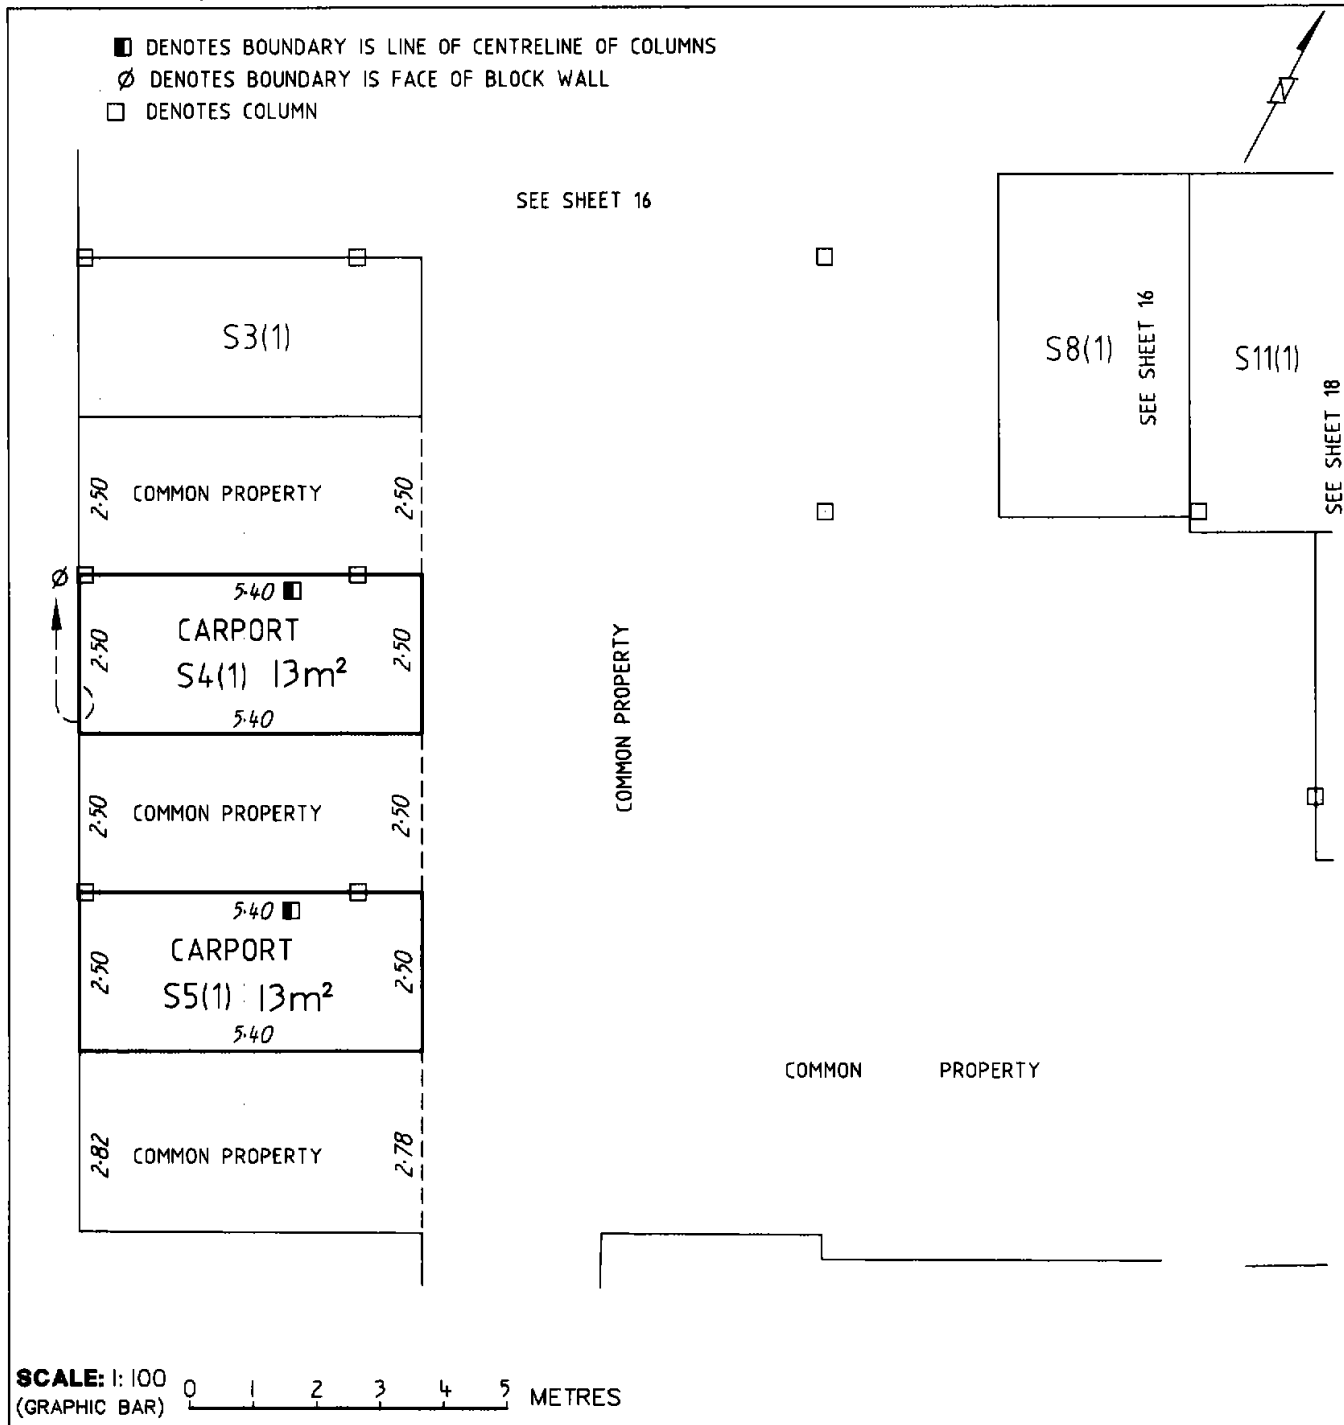 DENOTES BOUNDARY IS LINE OF CENTRELINE OF COLUMNS
Ø DENOTES BOUNDARY IS FACE OF BLOCK WALL
DENOTES COLUMN
N
SEE SHEET 16
S3(1)
S8(1)
SEE SHEET 16
S11(1)
SEE SHEET 18
2.50 COMMON PROPERTY 2.50
Ø
5.40
CARPORT
2.50
2.50
S4(1) 13m²
5.40
COMMON PROPERTY
2.50 COMMON PROPERTY 2.50
5.40
CARPORT
2.50
2.50
S5(1) 13m²
5.40
COMMON PROPERTY
2.82 COMMON PROPERTY 2.78
SCALE: 1:100
(GRAPHIC BAR)
0 1 2 3 4 5 METRES